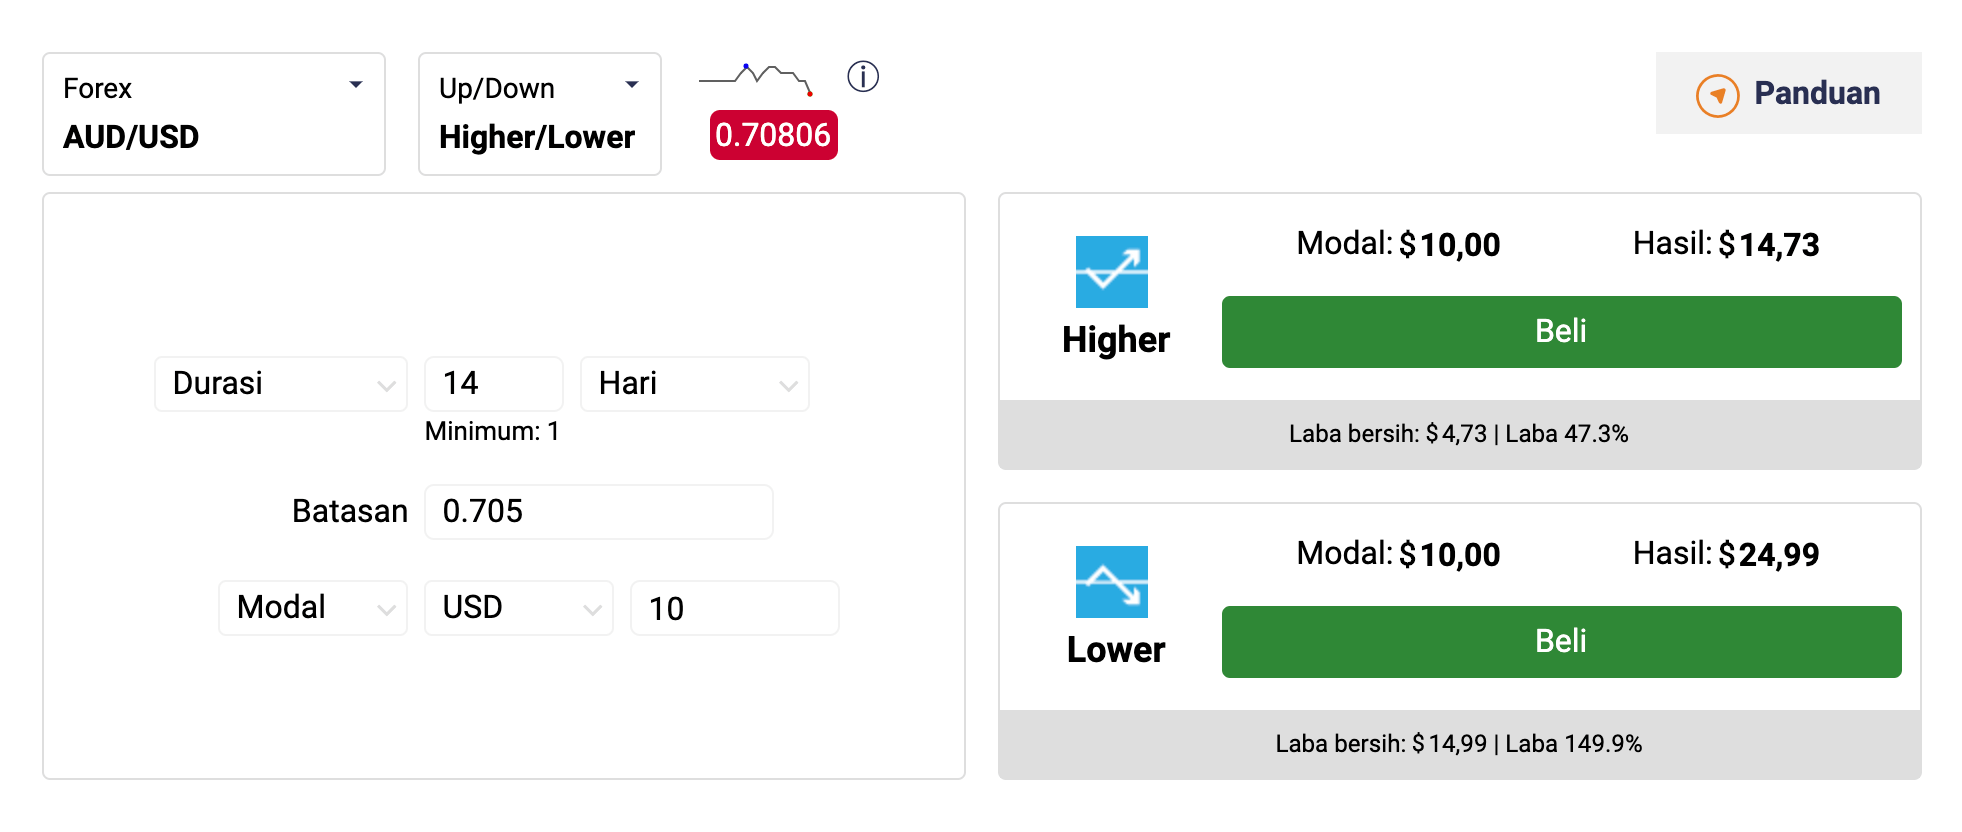 Forex
AUD/USD
Up/Down
Higher/Lower
0.70806
Panduan
Durasi 14 Hari
Minimum: 1
Batasan 0.705
Modal USD 10
Modal: $10,00 Hasil: $14,73
Higher
Beli
Laba bersih: $4,73 | Laba 47.3%
Modal: $10,00 Hasil: $24,99
Lower
Beli
Laba bersih: $14,99 | Laba 149.9%